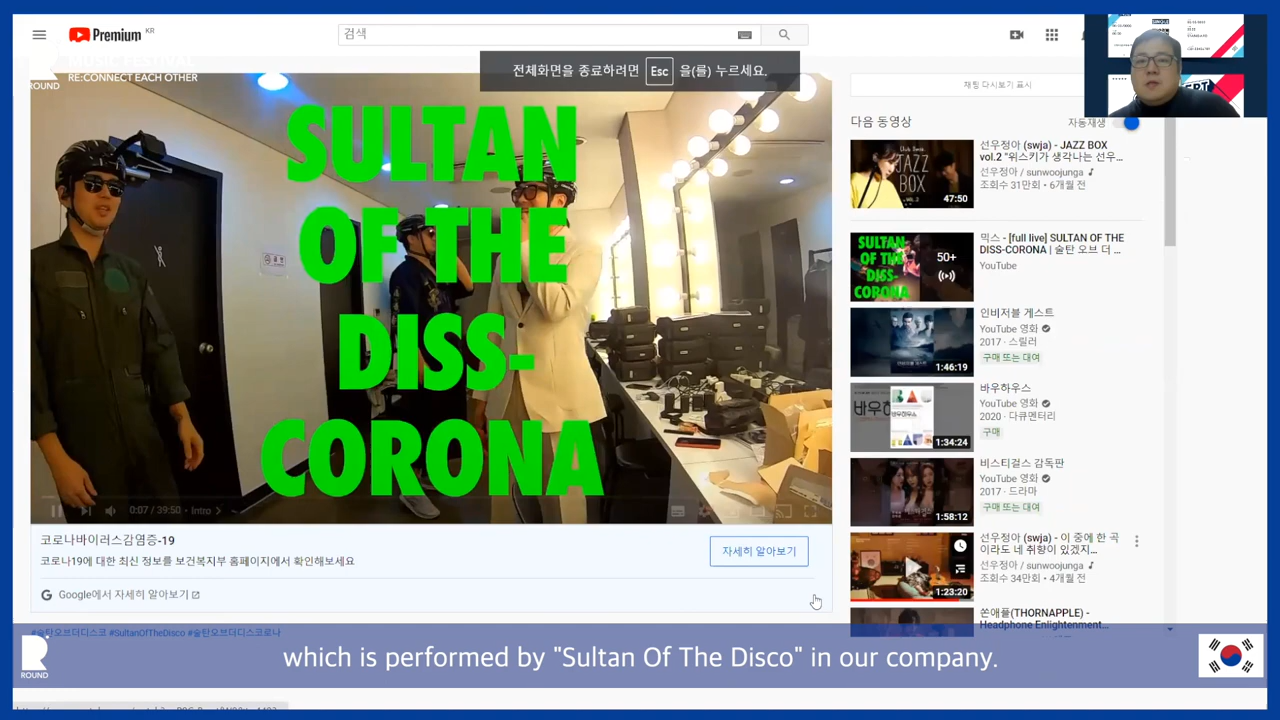 Premium KR
검색
MUSIC FESTIVAL
RE:CONNECT EACH OTHER
ROUND
전체화면을 종료하려면 Esc 을(를) 누르세요.
SULTAN
OF THE
DISS-
CORONA
0:07 / 39:50 • Intro
코로나바이러스감염증-19
코로나19에 대한 최신 정보를 보건복지부 홈페이지에서 확인해보세요
자세히 알아보기
Google에서 자세히 알아보기
#술탄오브더디스코 #SultanOfTheDisco #술탄오브더디스코로나
채팅 다시보기 표시
다음 동영상
자동재생
JAZZ
BOX
47:50
선우정아 (swja) - JAZZ BOX
vol.2 "위스키가 생각나는 선우...
선우정아 / sunwoojunga
조회수 31만회 • 6개월 전
SULTAN
OF THE
DISS-
CORONA
50+
믹스 - [full live] SULTAN OF THE
DISS-CORONA | 술탄 오브 더 ...
YouTube
1:46:19
인비저블 게스트
YouTube 영화
2017 · 스릴러
구매 또는 대여
1:34:24
바우하우스
YouTube 영화
2020 · 다큐멘터리
구매
1:58:12
비스티걸스 감독판
YouTube 영화
2017 · 드라마
구매 또는 대여
1:23:20
선우정아 (swja) - 이 중에 한 곡
이라도 네 취향이 있겠지...
선우정아 / sunwoojunga
조회수 34만회 • 4개월 전
쏜애플(THORNAPPLE) -
Headphone Enlightenment...
ROUND
which is performed by "Sultan Of The Disco" in our company.